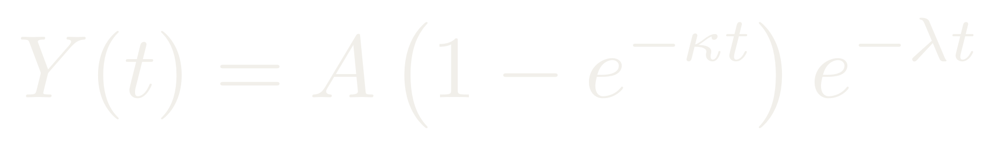 Y(t) = A (1 − e^{−κt}) e^{−λt}